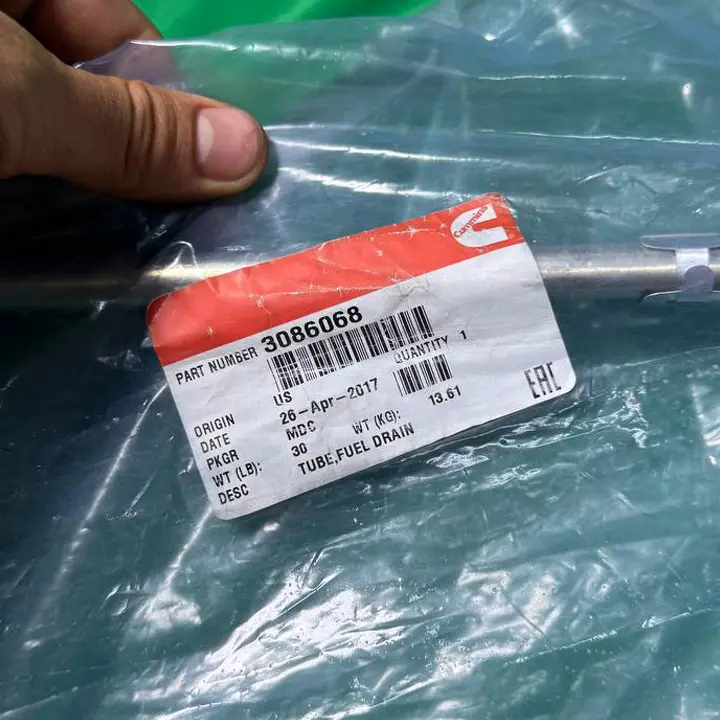 Cummins
PART NUMBER 3086068
QUANTITY 1
ORIGIN US
DATE 26-Apr-2017
PKGR MDC
WT (LB): 30 WT (KG): 13.61
DESC TUBE,FUEL DRAIN
EAC